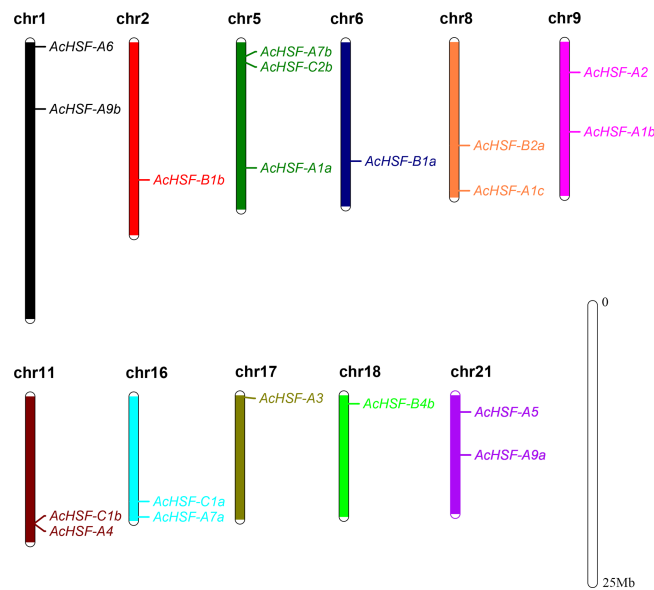 chr1 chr2 chr5 chr6 chr8 chr9
AcHSF-A6
AcHSF-A9b
AcHSF-B1b
AcHSF-A7b
AcHSF-C2b
AcHSF-A1a
AcHSF-B1a
AcHSF-B2a
AcHSF-A1c
AcHSF-A2
AcHSF-A1b
0
25Mb
chr11 chr16 chr17 chr18 chr21
AcHSF-C1b
AcHSF-A4
AcHSF-C1a
AcHSF-A7a
AcHSF-A3
AcHSF-B4b
AcHSF-A5
AcHSF-A9a